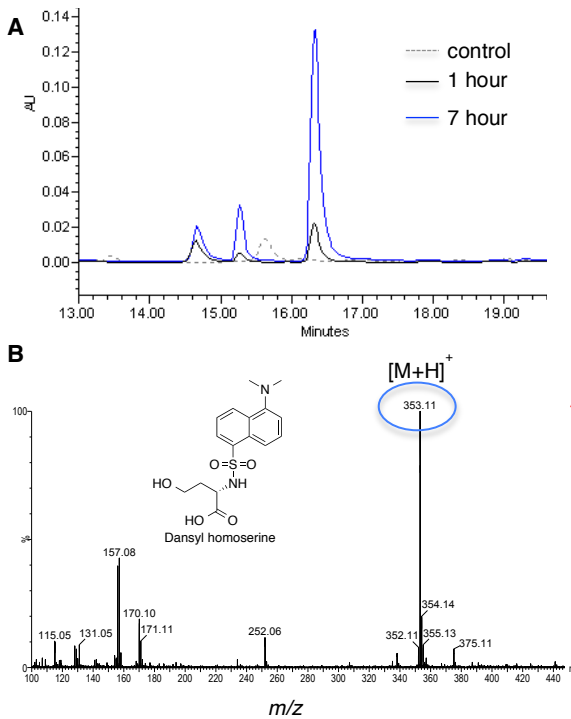 A
0.14
0.12
0.10
0.08
0.06
0.04
0.02
0.00
AU
control
1 hour
7 hour
13.00 14.00 15.00 16.00 17.00 18.00 19.00
Minutes
B
[M+H]+
353.11
100
%
N
O=S=O
NH
HO
HO O
Dansyl homoserine
157.08
170.10
171.11
115.05
131.05
252.06
354.14
352.11
355.13
375.11
100 120 140 160 180 200 220 240 260 280 300 320 340 360 380 400 420 440
m/z